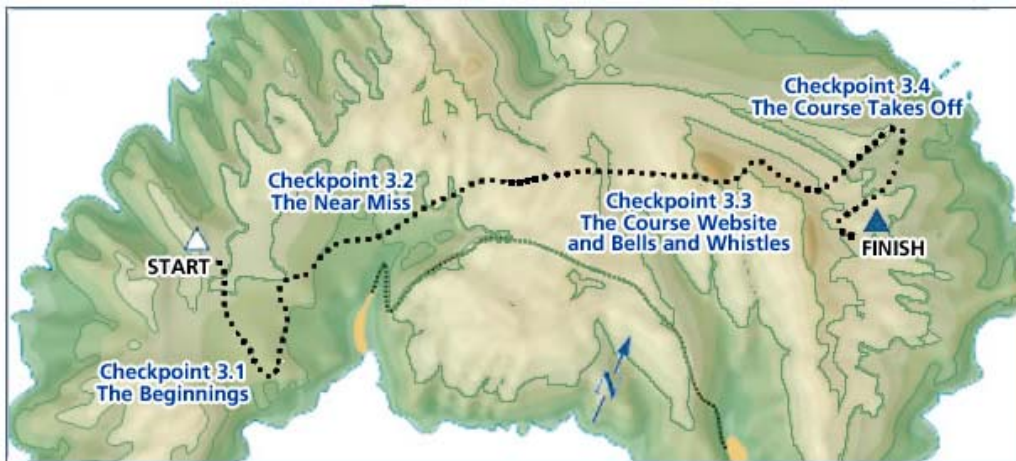 Checkpoint 3.4
The Course Takes Off
Checkpoint 3.2
The Near Miss
Checkpoint 3.3
The Course Website
and Bells and Whistles
START
FINISH
Checkpoint 3.1
The Beginnings
N